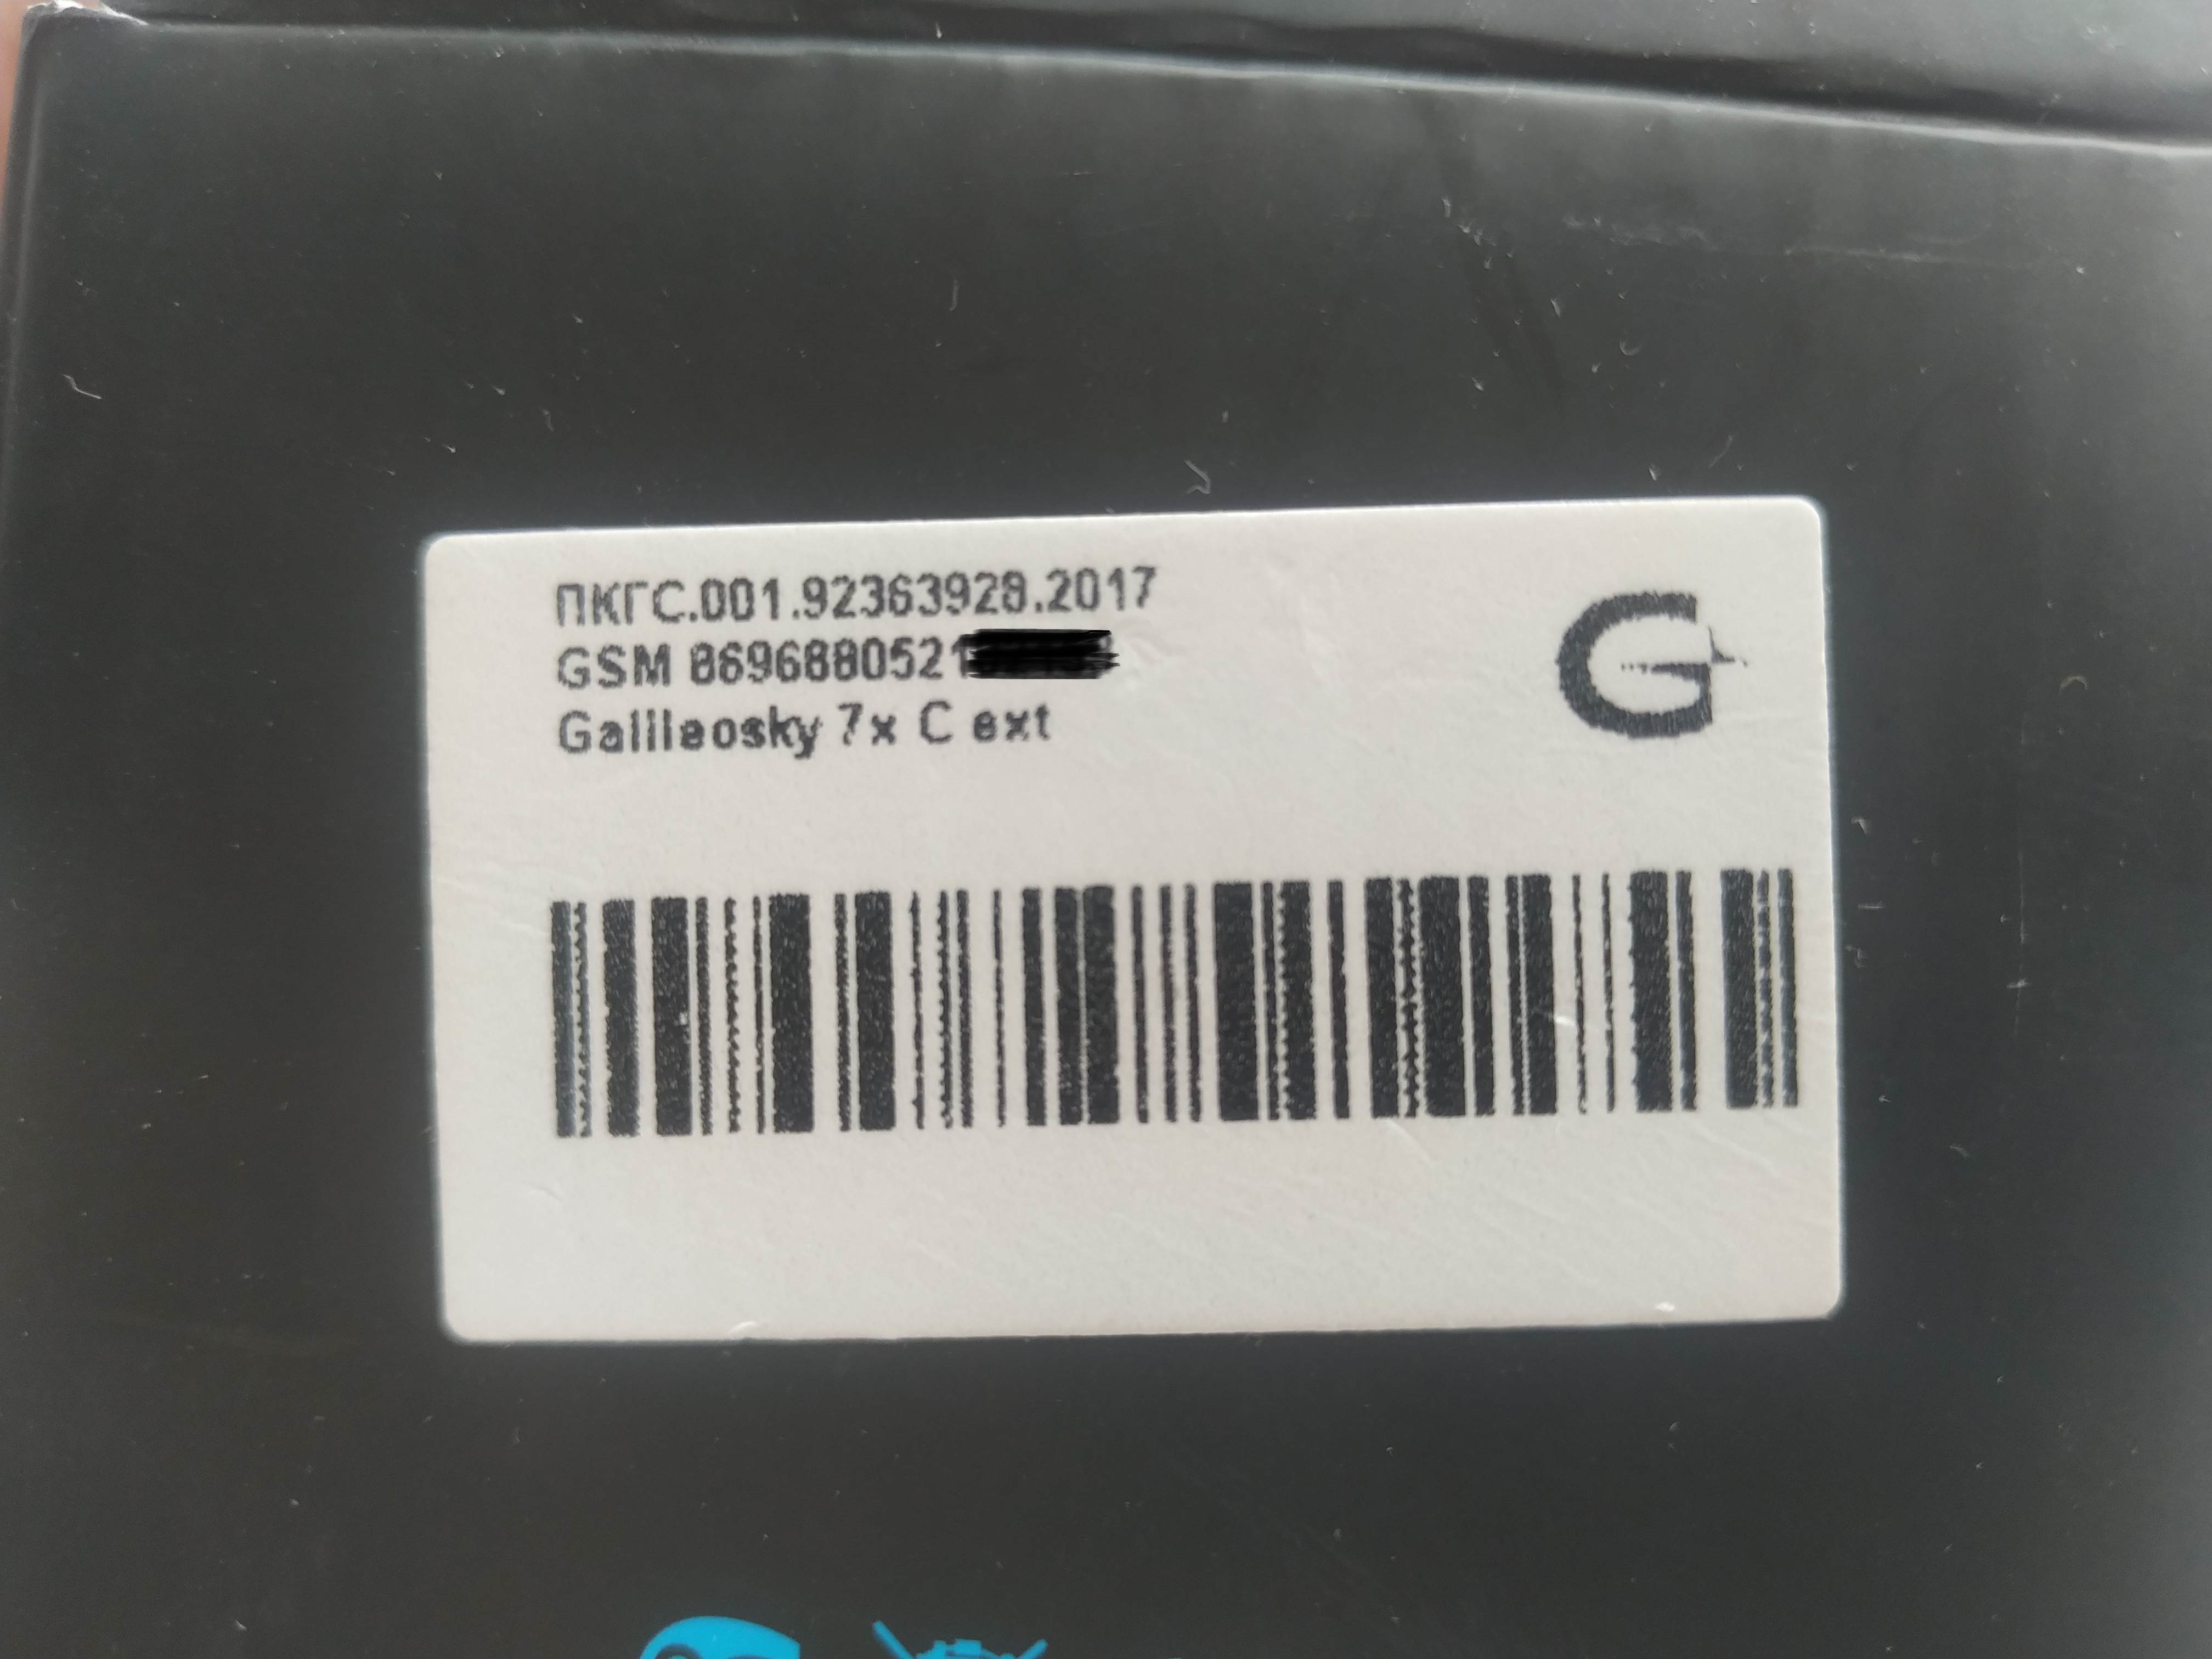 ПКГС.001.92363928.2017
GSM 8696880521
Galileosky 7x C ext
G